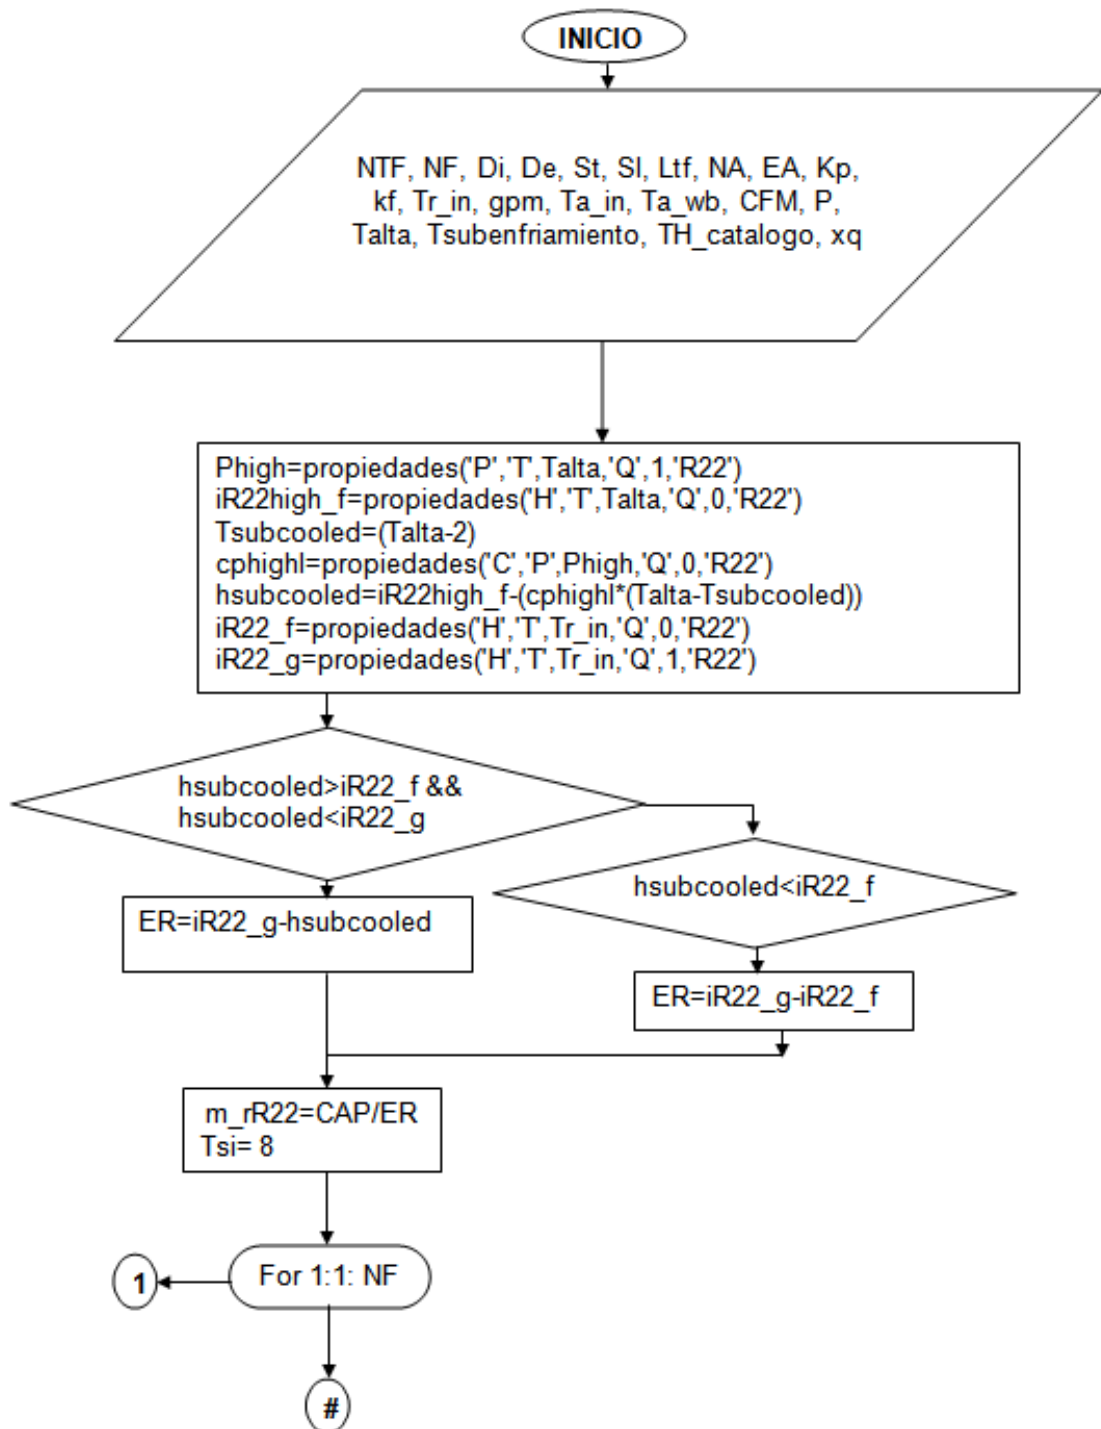 INICIO
NTF, NF, Di, De, St, Sl, Ltf, NA, EA, Kp,
kf, Tr_in, gpm, Ta_in, Ta_wb, CFM, P,
Talta, Tsubenfriamiento, TH_catalogo, xq
Phigh=propiedades('P','T',Talta,'Q',1,'R22')
iR22high_f=propiedades('H','T',Talta,'Q',0,'R22')
Tsubcooled=(Talta-2)
cphighl=propiedades('C','P',Phigh,'Q',0,'R22')
hsubcooled=iR22high_f-(cphighl*(Talta-Tsubcooled))
iR22_f=propiedades('H','T',Tr_in,'Q',0,'R22')
iR22_g=propiedades('H','T',Tr_in,'Q',1,'R22')
hsubcooled>iR22_f &&
hsubcooled<iR22_g
hsubcooled<iR22_f
ER=iR22_g-hsubcooled
ER=iR22_g-iR22_f
m_rR22=CAP/ER
Tsi= 8
For 1:1: NF
1
#